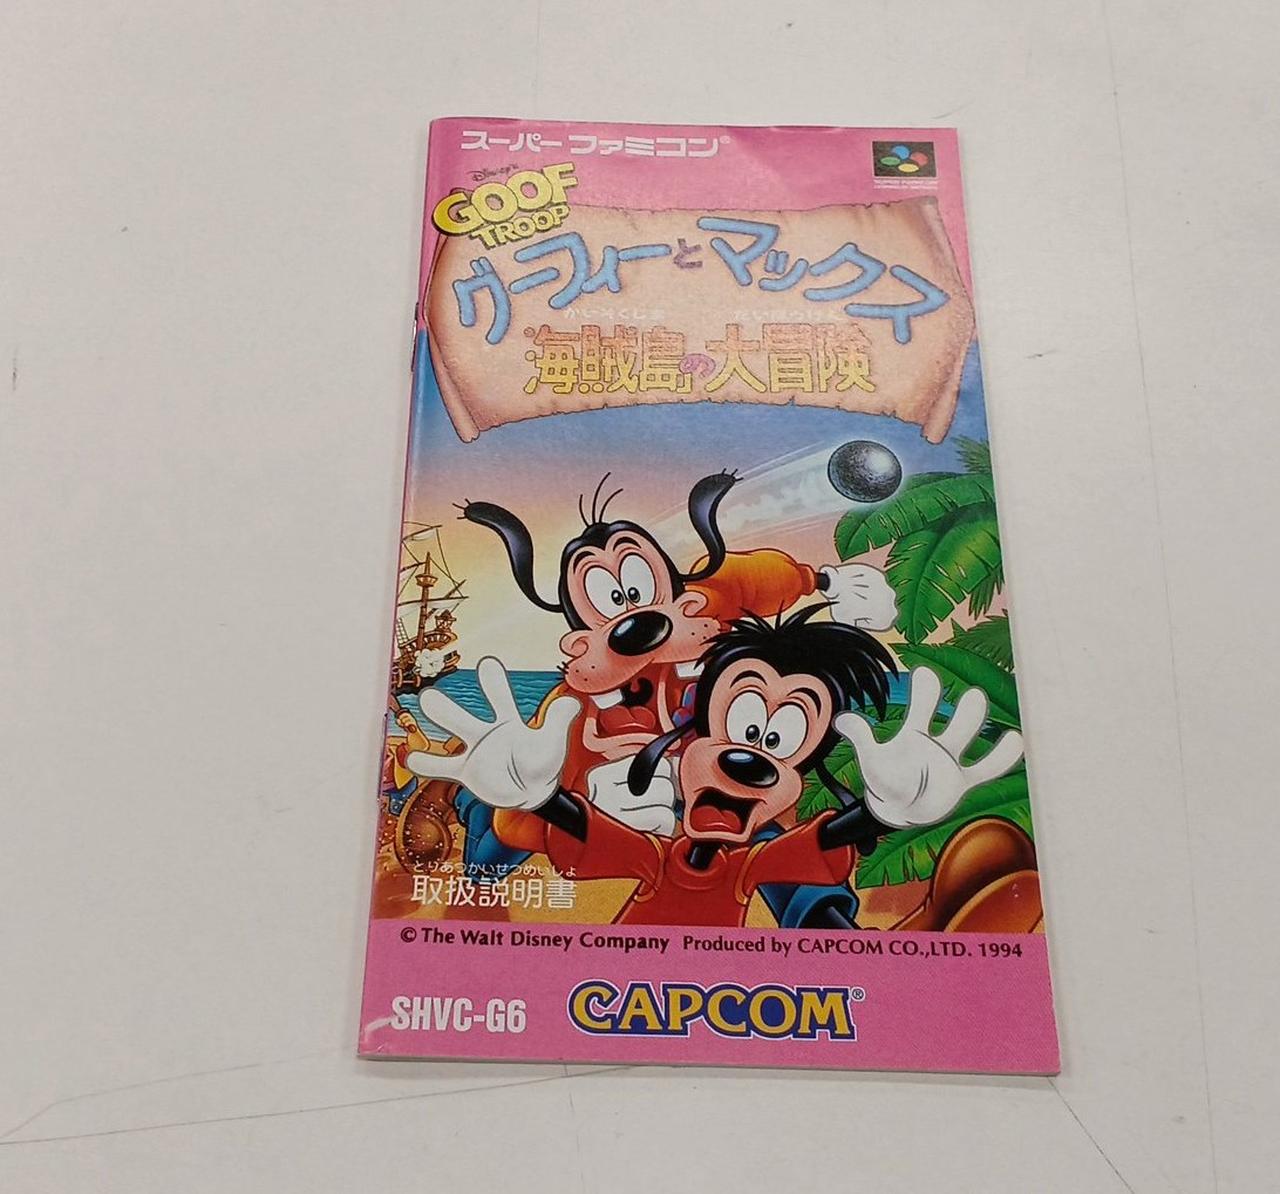 スーパーファミコン®
Disney's
GOOF
TROOP
グーフィーとマックス
かいぞくじま だいぼうけん
海賊島の大冒険
とりあつかいせつめいしょ
取扱説明書
© The Walt Disney Company Produced by CAPCOM CO.,LTD. 1994
SHVC-G6 CAPCOM®